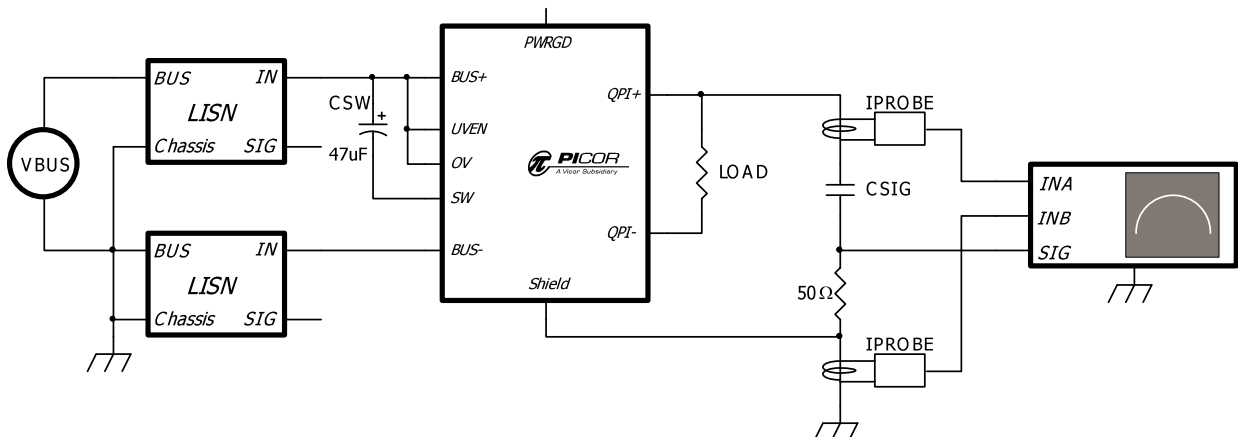 VBUS
BUS IN
LISN
Chassis SIG
BUS IN
LISN
Chassis SIG
CSW
+
47uF
PWRGD
BUS+
UVEN
OV
SW
BUS-
QPI+
QPI-
Shield
π PICOR
A Vicor Subsidiary
LOAD
IPROBE
CSIG
50Ω
IPROBE
INA
INB
SIG